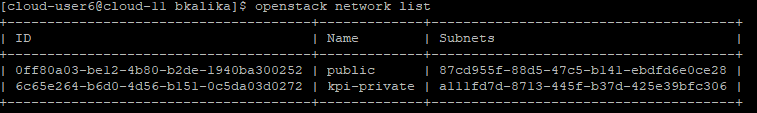 [cloud-user6@cloud-11 bkalika]$ openstack network list
+--------------------------------------+-------------+--------------------------------------+
| ID                                   | Name        | Subnets                              |
+--------------------------------------+-------------+--------------------------------------+
| 0ff80a03-be12-4b80-b2de-1940ba300252 | public      | 87cd955f-88d5-47c5-b141-ebdfd6e0ce28 |
| 6c65e264-b6d0-4d56-b151-0c5da03d0272 | kpi-private | a111fd7d-8713-445f-b37d-425e39bfc306 |
+--------------------------------------+-------------+--------------------------------------+